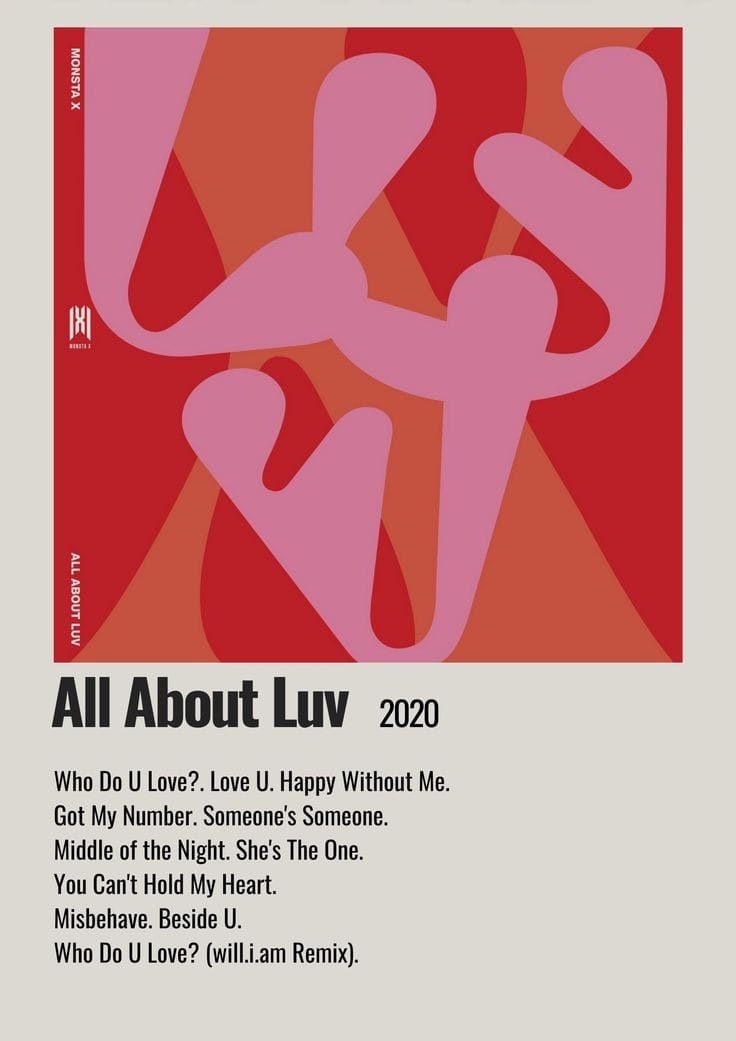 MONSTA X
MONSTA X
ALL ABOUT LUV
All About Luv 2020
Who Do U Love?. Love U. Happy Without Me.
Got My Number. Someone's Someone.
Middle of the Night. She's The One.
You Can't Hold My Heart.
Misbehave. Beside U.
Who Do U Love? (will.i.am Remix).